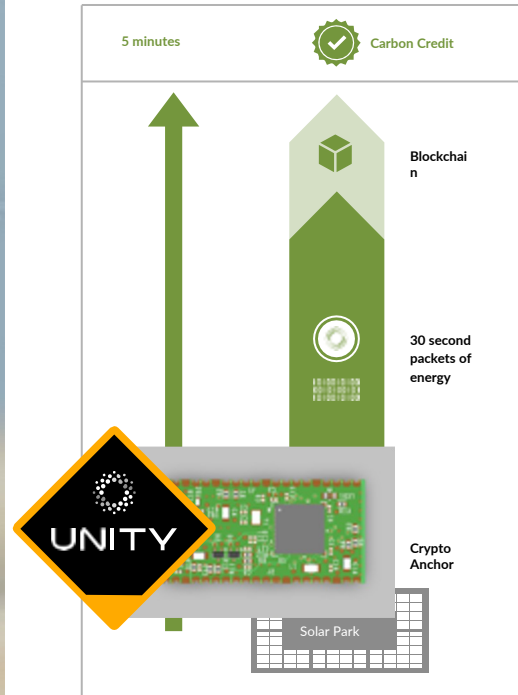 5 minutes
Carbon Credit
Blockchai
n
30 second
packets of
energy
UNITY
Crypto
Anchor
Solar Park